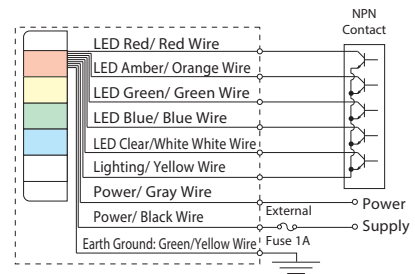 NPN
Contact
LED Red/ Red Wire
LED Amber/ Orange Wire
LED Green/ Green Wire
LED Blue/ Blue Wire
LED Clear/White White Wire
Lighting/ Yellow Wire
Power/ Gray Wire
Power
Power/ Black Wire
External
Fuse 1A
Supply
Earth Ground: Green/Yellow Wire